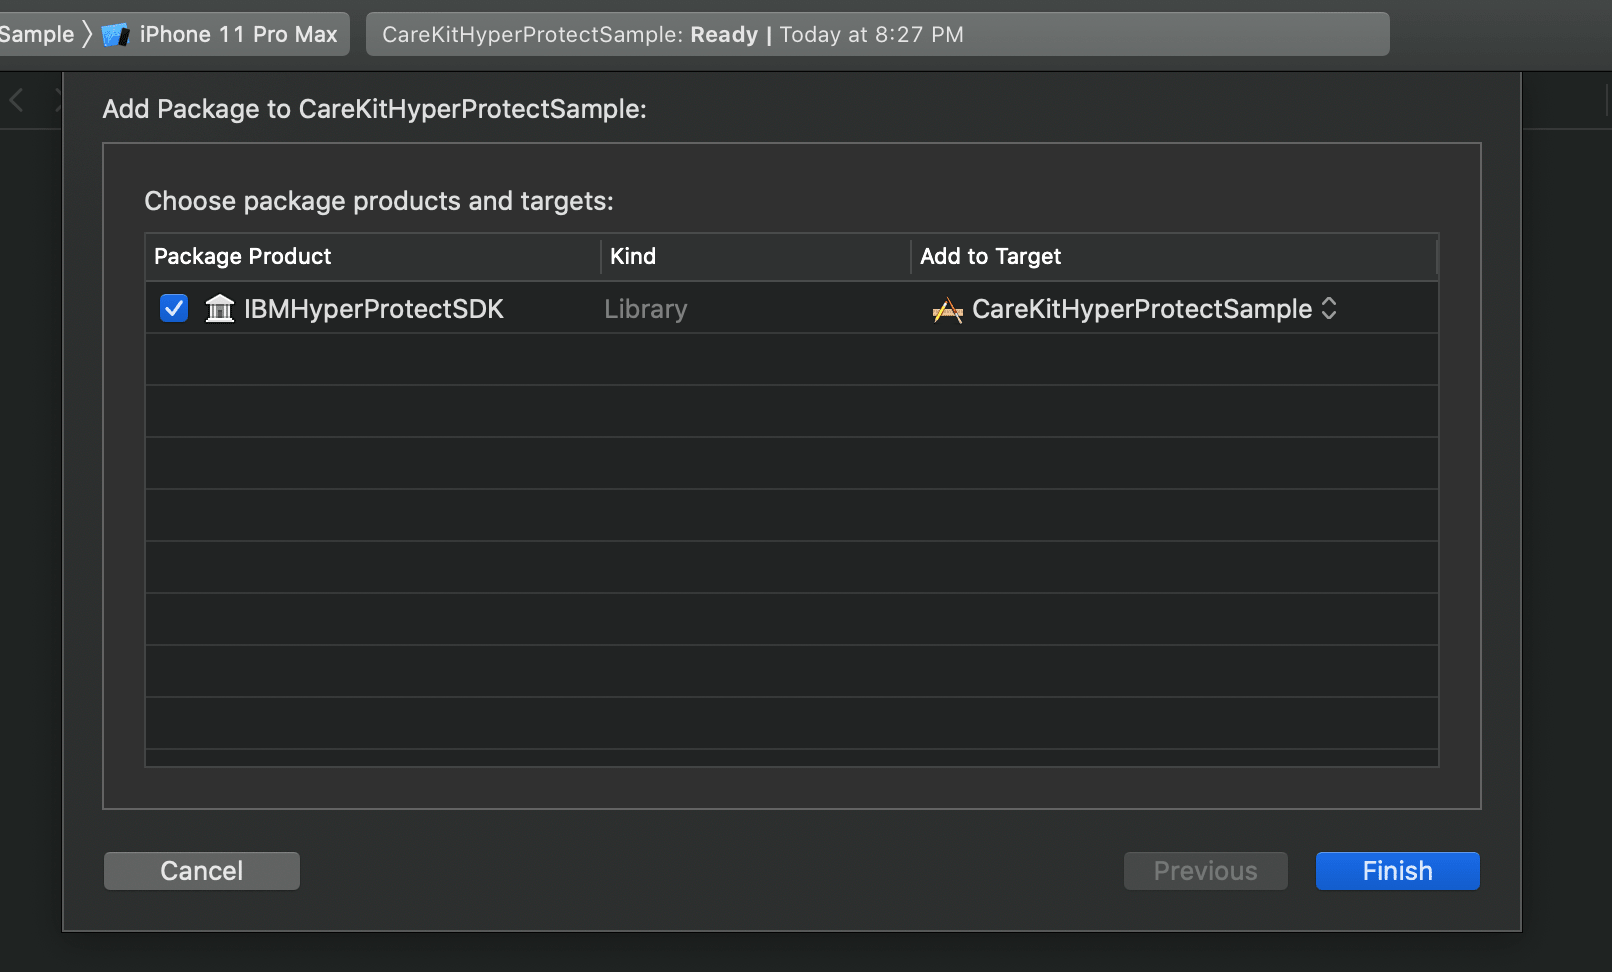 Sample 〉 iPhone 11 Pro Max
CareKitHyperProtectSample: Ready | Today at 8:27 PM
Add Package to CareKitHyperProtectSample:
Choose package products and targets:
Package Product Kind Add to Target
IBMHyperProtectSDK Library CareKitHyperProtectSample
Cancel Previous Finish